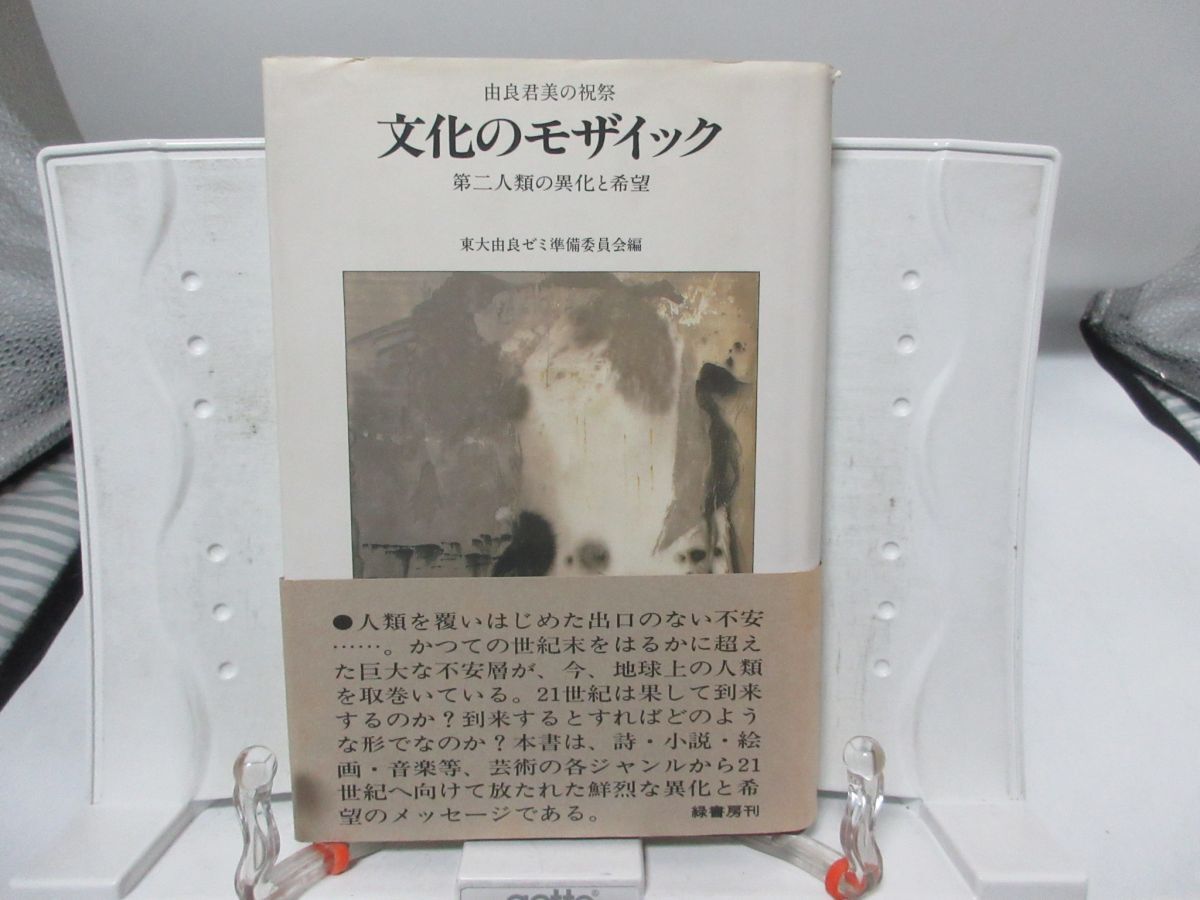 由良君美の祝祭
文化のモザイック
第二人類の異化と希望
東大由良ゼミ準備委員会編
●人類を覆いはじめた出口のない不安
……。かつての世紀末をはるかに超え
た巨大な不安層が、今、地球上の人類
を取巻いている。21世紀は果して到来
するのか？到来するとすればどのよう
な形でなのか？本書は、詩・小説・絵
画・音楽等、芸術の各ジャンルから21
世紀へ向けて放たれた鮮烈な異化と希
望のメッセージである。
緑書房刊